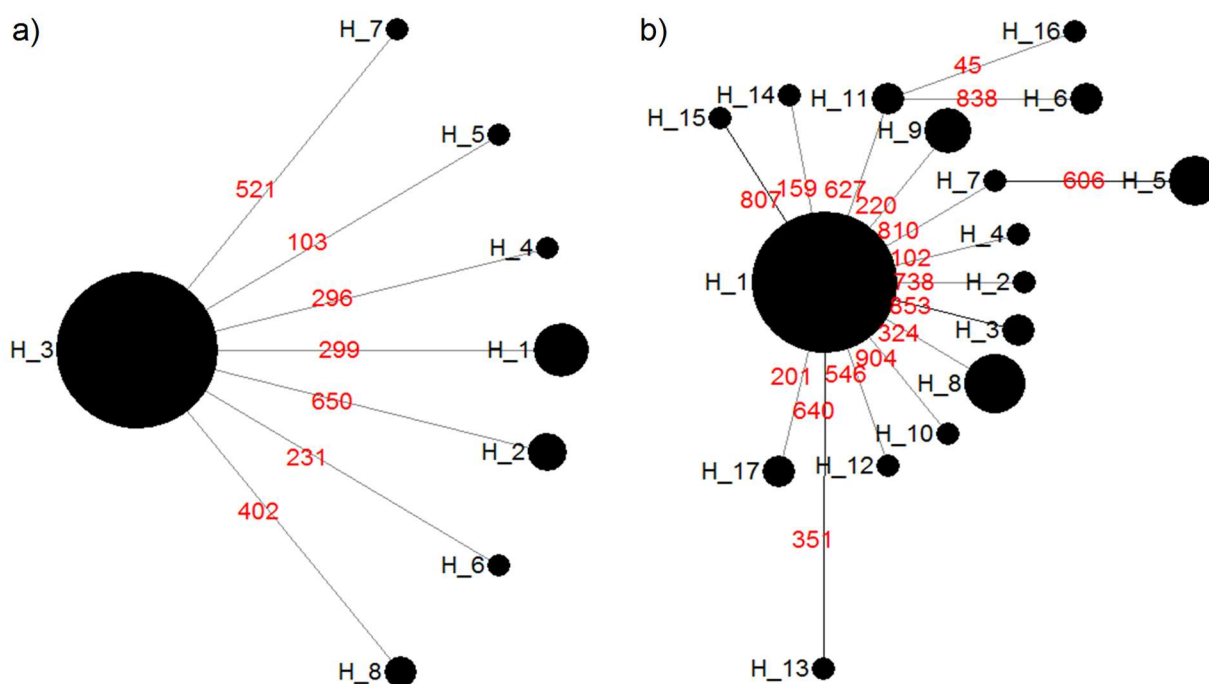 a)
H_7
H_5
521
103
H_4
296
H_3
299
H_1
650
H_2
231
402
H_6
H_8
b)
H_16
45
H_14
H_11
838
H_6
H_15
H_9
H_7
606
H_5
159
627
807
220
810
H_4
102
H_1
738
H_2
853
H_3
324
904
201
546
H_8
640
H_10
H_17
H_12
351
H_13